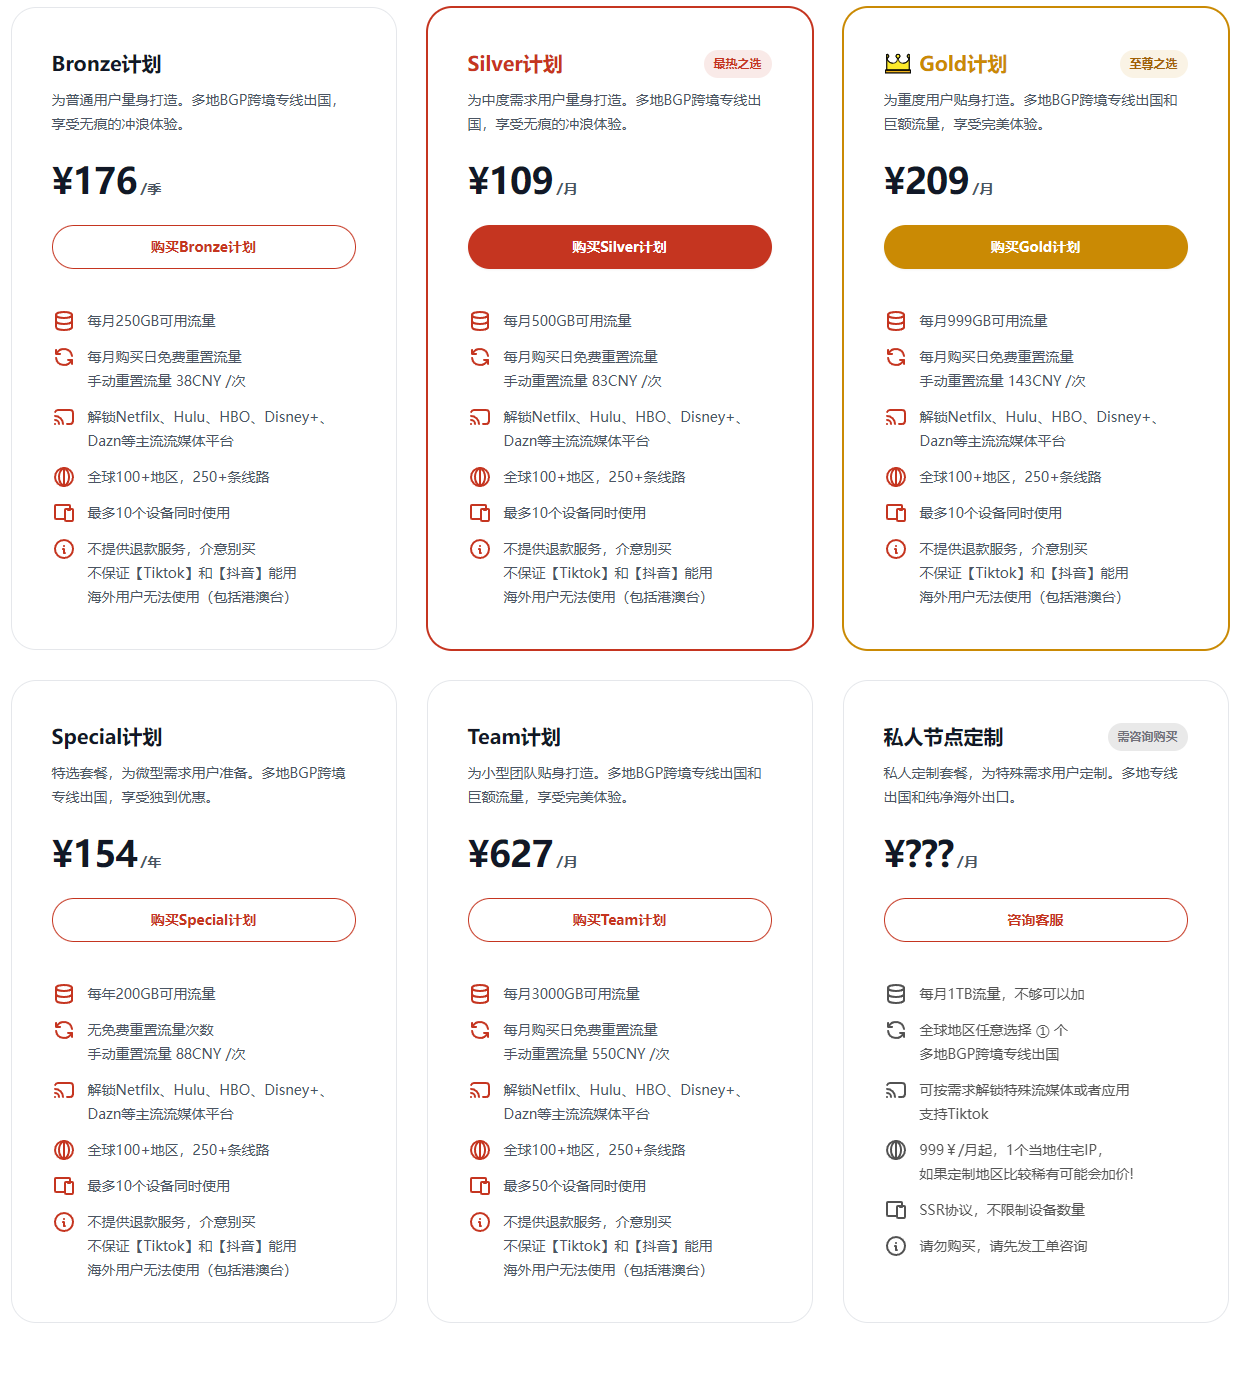 Bronze计划
为普通用户量身打造。多地BGP跨境专线出国，
享受无痕的冲浪体验。
¥176 /季
购买Bronze计划
每月250GB可用流量
每月购买日免费重置流量
手动重置流量 38CNY /次
解锁Netfilx、Hulu、HBO、Disney+、
Dazn等主流流媒体平台
全球100+地区，250+条线路
最多10个设备同时使用
不提供退款服务，介意别买
不保证【Tiktok】和【抖音】能用
海外用户无法使用（包括港澳台）
Silver计划
最热之选
为中度需求用户量身打造。多地BGP跨境专线出
国，享受无痕的冲浪体验。
¥109 /月
购买Silver计划
每月500GB可用流量
每月购买日免费重置流量
手动重置流量 83CNY /次
解锁Netfilx、Hulu、HBO、Disney+、
Dazn等主流流媒体平台
全球100+地区，250+条线路
最多10个设备同时使用
不提供退款服务，介意别买
不保证【Tiktok】和【抖音】能用
海外用户无法使用（包括港澳台）
Gold计划
至尊之选
为重度用户贴身打造。多地BGP跨境专线出国和
巨额流量，享受完美体验。
¥209 /月
购买Gold计划
每月999GB可用流量
每月购买日免费重置流量
手动重置流量 143CNY /次
解锁Netfilx、Hulu、HBO、Disney+、
Dazn等主流流媒体平台
全球100+地区，250+条线路
最多10个设备同时使用
不提供退款服务，介意别买
不保证【Tiktok】和【抖音】能用
海外用户无法使用（包括港澳台）
Special计划
特选套餐，为微型需求用户准备。多地BGP跨境
专线出国，享受独到优惠。
¥154 /年
购买Special计划
每年200GB可用流量
无免费重置流量次数
手动重置流量 88CNY /次
解锁Netfilx、Hulu、HBO、Disney+、
Dazn等主流流媒体平台
全球100+地区，250+条线路
最多10个设备同时使用
不提供退款服务，介意别买
不保证【Tiktok】和【抖音】能用
海外用户无法使用（包括港澳台）
Team计划
为小型团队贴身打造。多地BGP跨境专线出国和
巨额流量，享受完美体验。
¥627 /月
购买Team计划
每月3000GB可用流量
每月购买日免费重置流量
手动重置流量 550CNY /次
解锁Netfilx、Hulu、HBO、Disney+、
Dazn等主流流媒体平台
全球100+地区，250+条线路
最多50个设备同时使用
不提供退款服务，介意别买
不保证【Tiktok】和【抖音】能用
海外用户无法使用（包括港澳台）
私人节点定制
需咨询购买
私人定制套餐，为特殊需求用户定制。多地专线
出国和纯净海外出口。
¥??? /月
咨询客服
每月1TB流量，不够可以加
全球地区任意选择 ① 个
多地BGP跨境专线出国
可按需求解锁特殊流媒体或者应用
支持Tiktok
999￥/月起，1个当地住宅IP，
如果定制地区比较稀有可能会加价!
SSR协议，不限制设备数量
请勿购买，请先发工单咨询